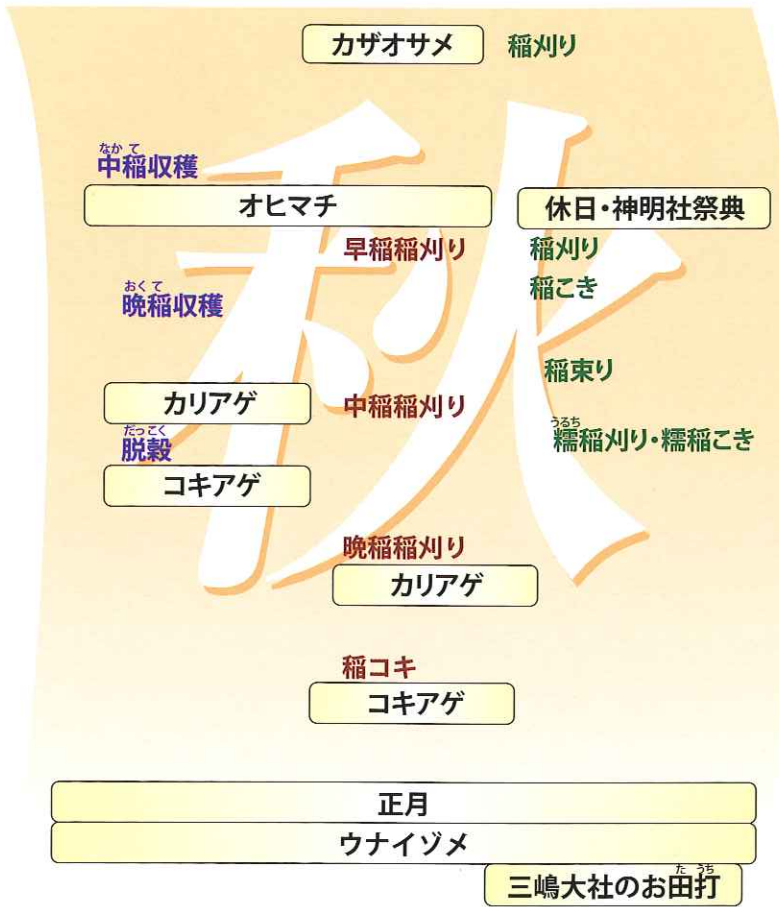 カザオサメ 稲刈り
秋
なかて
中稲収穫
オヒマチ
休日・神明社祭典
早稲稲刈り
稲刈り
おくて
晩稲収穫
稲こき
稲束り
カリアゲ
中稲稲刈り
だっこく
脱穀
うるち
糯稲刈り・糯稲こき
コキアゲ
晩稲稲刈り
カリアゲ
稲コキ
コキアゲ
正月
ウナイゾメ
た うち
三嶋大社のお田打